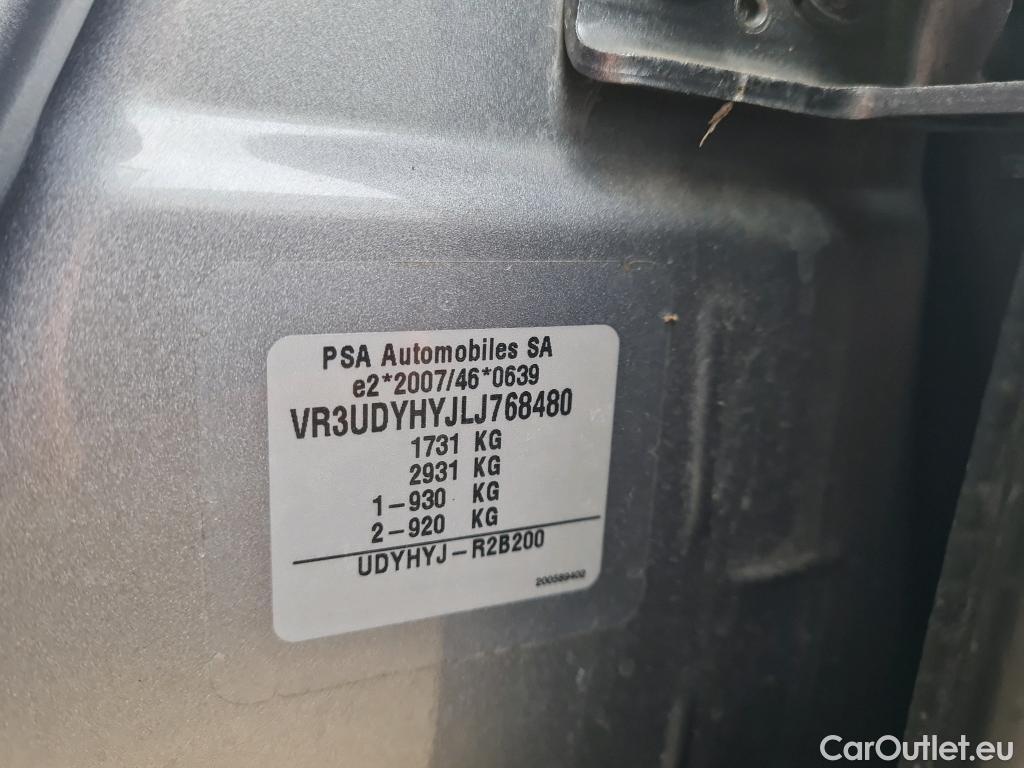 PSA Automobiles SA
e2*2007/46*0639
VR3UDYHYJLJ768480
1731 KG
2931 KG
1-930 KG
2-920 KG
UDYHYJ-R2B200
200589402
CarOutlet.eu